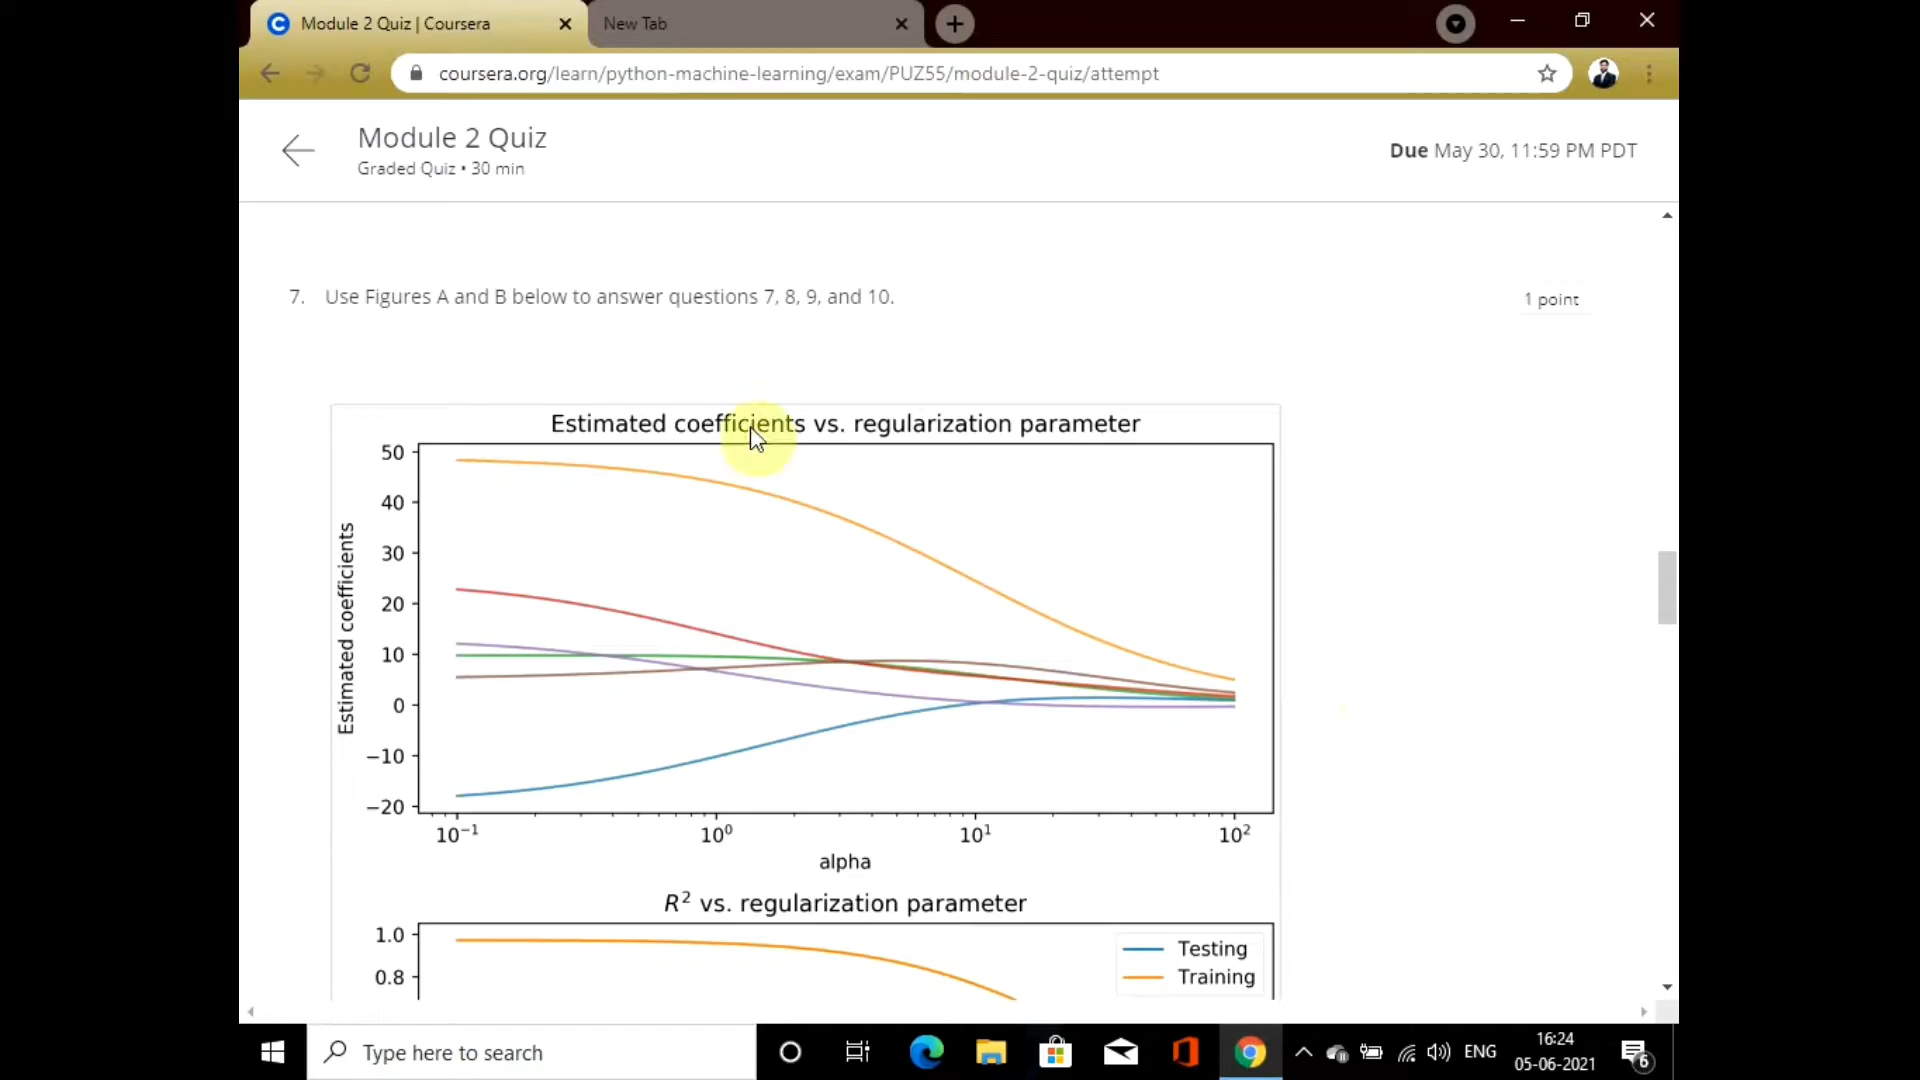 Module 2 Quiz | Coursera
New Tab
coursera.org/learn/python-machine-learning/exam/PUZ55/module-2-quiz/attempt
Module 2 Quiz
Graded Quiz • 30 min
Due May 30, 11:59 PM PDT
7. Use Figures A and B below to answer questions 7, 8, 9, and 10.
1 point
Estimated coefficients vs. regularization parameter
50
40
30
20
10
0
−10
−20
Estimated coefficients
10⁻¹ 10⁰ 10¹ 10²
alpha
R² vs. regularization parameter
1.0
0.8
Testing
Training
Type here to search
ENG
16:24
05-06-2021
6